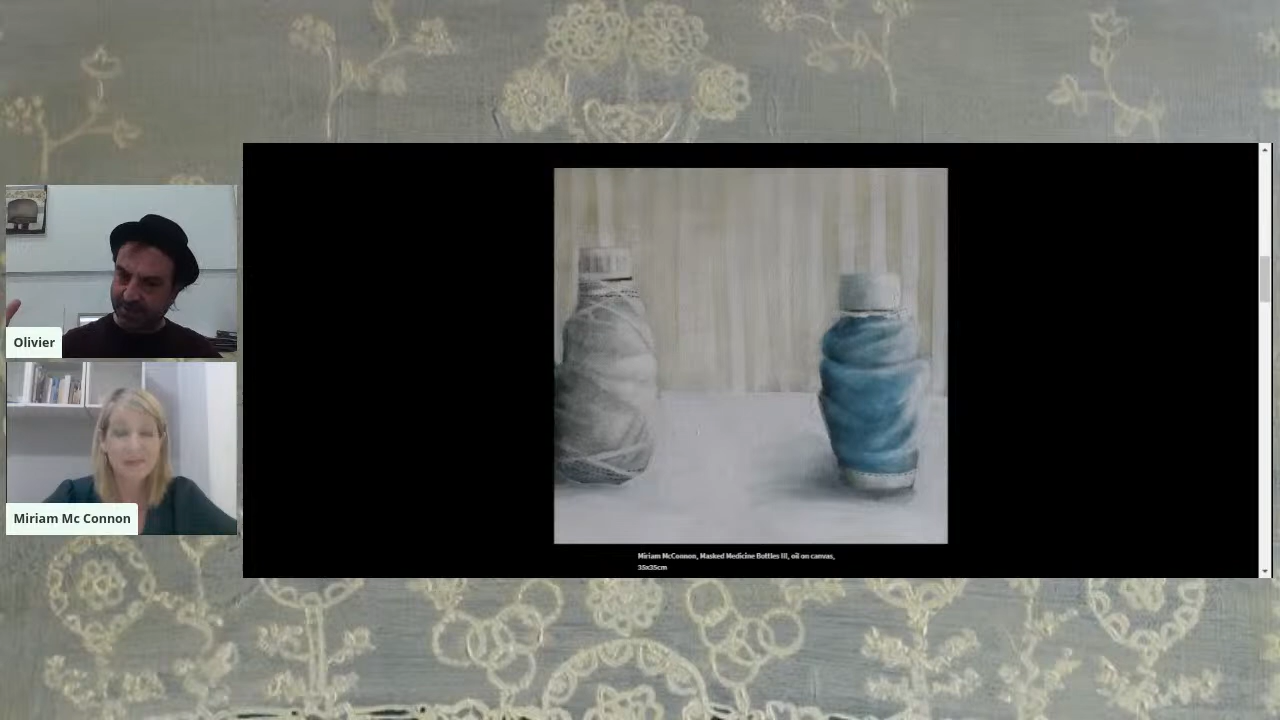 Olivier
Miriam Mc Connon
Miriam McConnon, Masked Medicine Bottles III, oil on canvas,
35x35cm